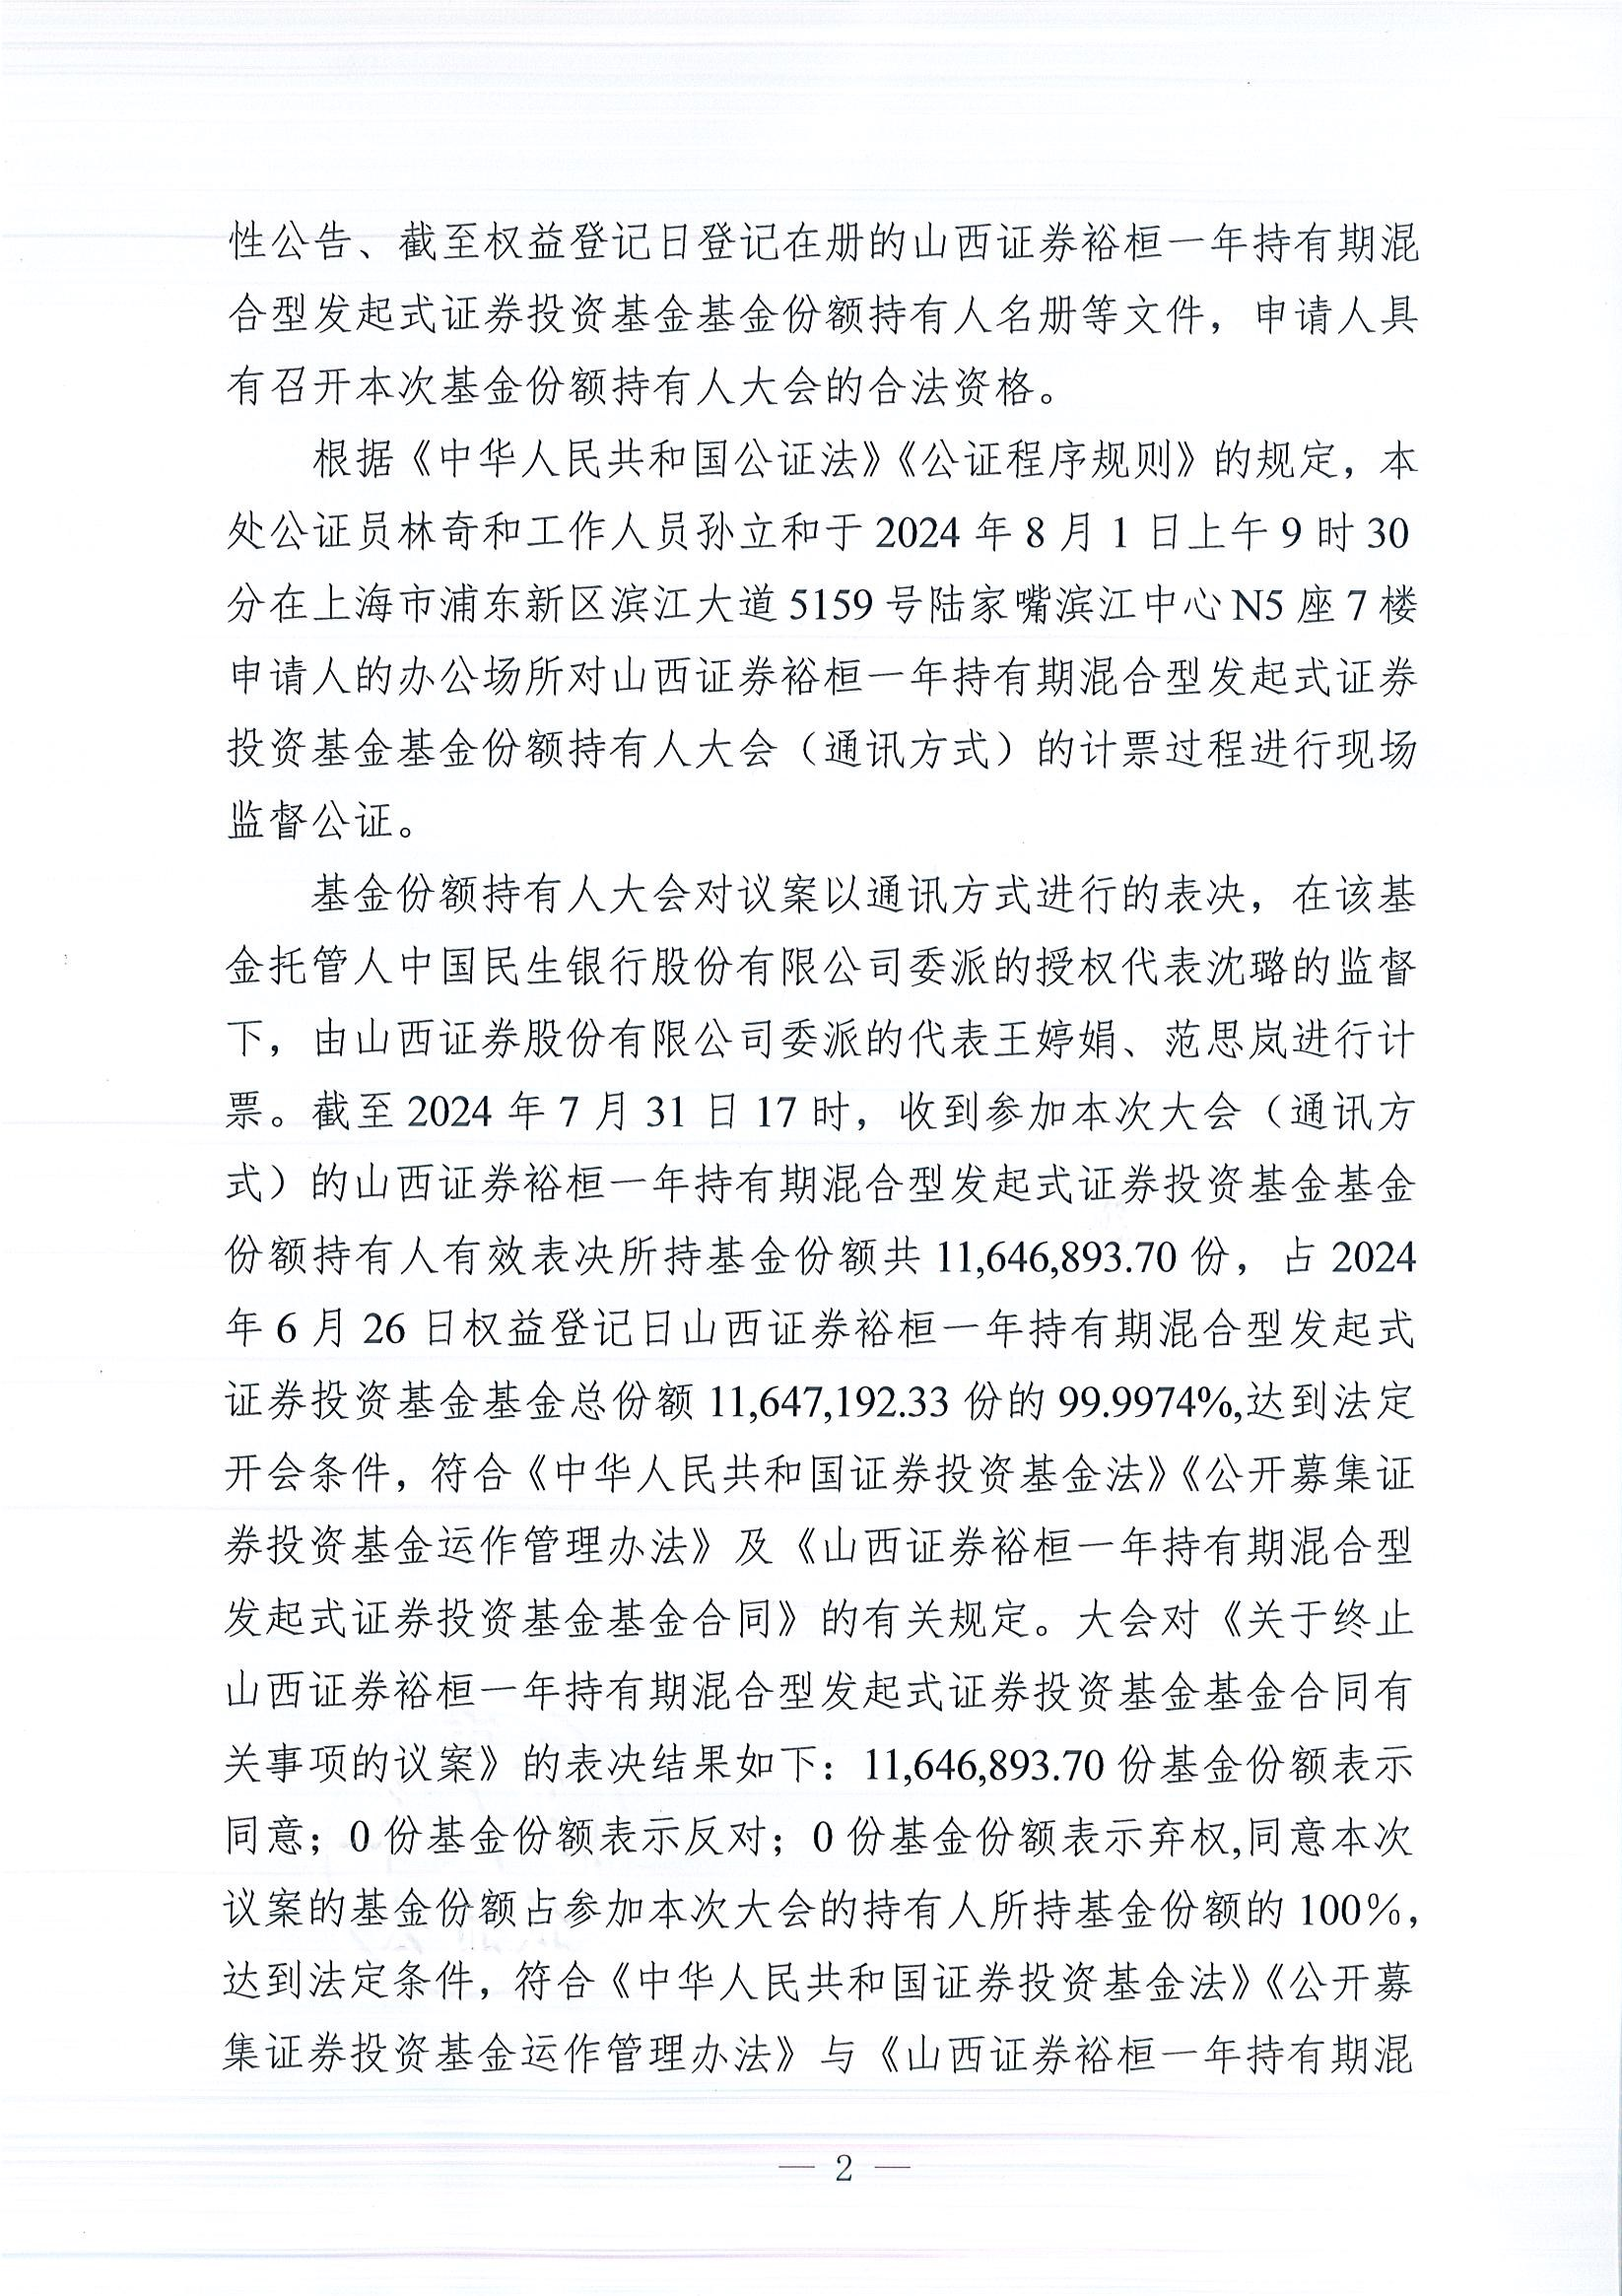 性公告、截至权益登记日登记在册的山西证券裕桓一年持有期混
合型发起式证券投资基金基金份额持有人名册等文件，申请人具
有召开本次基金份额持有人大会的合法资格。
根据《中华人民共和国公证法》《公证程序规则》的规定，本
处公证员林奇和工作人员孙立和于 2024 年 8 月 1 日上午 9 时 30
分在上海市浦东新区滨江大道 5159 号陆家嘴滨江中心 N5 座 7 楼
申请人的办公场所对山西证券裕桓一年持有期混合型发起式证券
投资基金基金份额持有人大会（通讯方式）的计票过程进行现场
监督公证。
基金份额持有人大会对议案以通讯方式进行的表决，在该基
金托管人中国民生银行股份有限公司委派的授权代表沈璐的监督
下，由山西证券股份有限公司委派的代表王婷娟、范思岚进行计
票。截至 2024 年 7 月 31 日 17 时，收到参加本次大会（通讯方
式）的山西证券裕桓一年持有期混合型发起式证券投资基金基金
份额持有人有效表决所持基金份额共 11,646,893.70 份，占 2024
年 6 月 26 日权益登记日山西证券裕桓一年持有期混合型发起式
证券投资基金基金总份额 11,647,192.33 份的 99.9974%,达到法定
开会条件，符合《中华人民共和国证券投资基金法》《公开募集证
券投资基金运作管理办法》及《山西证券裕桓一年持有期混合型
发起式证券投资基金基金合同》的有关规定。大会对《关于终止
山西证券裕桓一年持有期混合型发起式证券投资基金基金合同有
关事项的议案》的表决结果如下：11,646,893.70 份基金份额表示
同意；0 份基金份额表示反对；0 份基金份额表示弃权,同意本次
议案的基金份额占参加本次大会的持有人所持基金份额的 100%，
达到法定条件，符合《中华人民共和国证券投资基金法》《公开募
集证券投资基金运作管理办法》与《山西证券裕桓一年持有期混
— 2 —